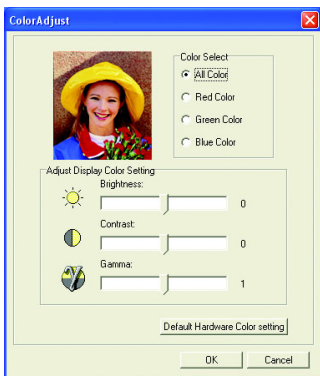 ColorAdjust
Color Select
All Color
Red Color
Green Color
Blue Color
Adjust Display Color Setting
Brightness:
0
Contrast:
0
Gamma:
1
Default Hardware Color setting
OK
Cancel